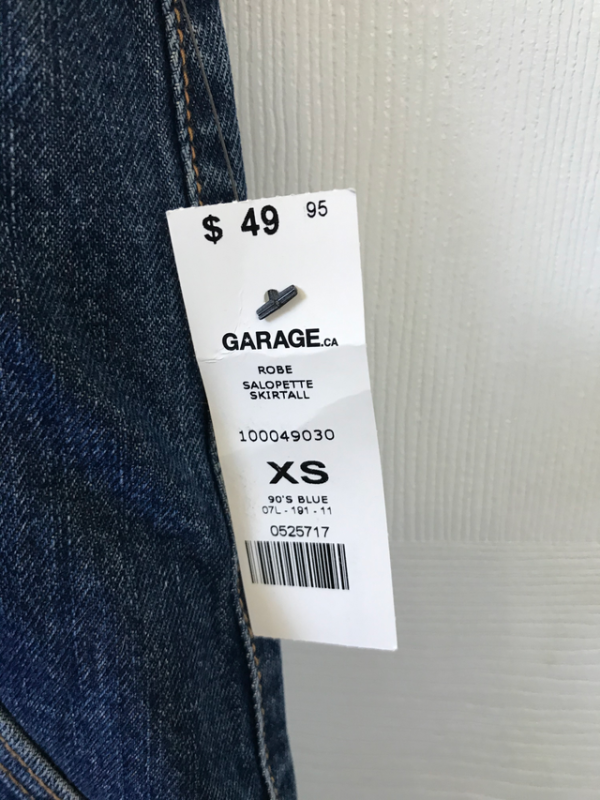 $ 49 95
GARAGE.CA
ROBE
SALOPETTE
SKIRTALL
100049030
XS
90'S BLUE
07L - 191 - 11
0525717